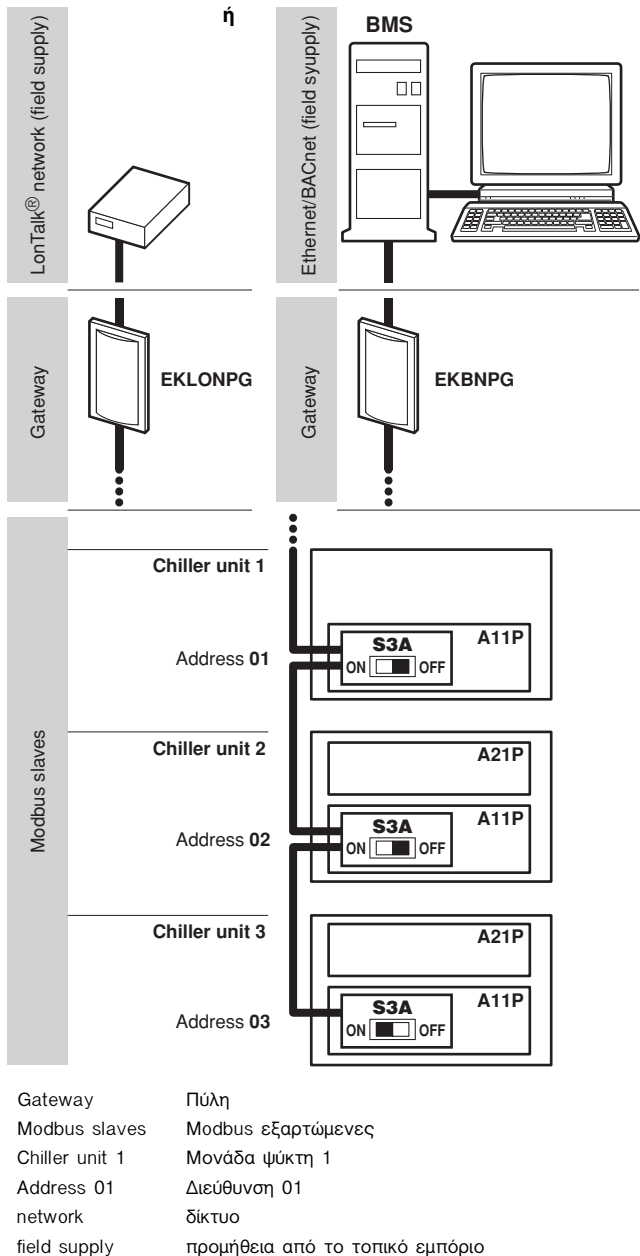 LonTalk® network (field supply)
ή
Ethernet/BACnet (field syupply)
BMS
Gateway
EKLONPG
Gateway
EKBNPG
Modbus slaves
Chiller unit 1
Address 01
S3A
ON OFF
A11P
Chiller unit 2
A21P
Address 02
S3A
ON OFF
A11P
Chiller unit 3
A21P
Address 03
S3A
ON OFF
A11P
Gateway Πύλη
Modbus slaves Modbus εξαρτώμενες
Chiller unit 1 Μονάδα ψύκτη 1
Address 01 Διεύθυνση 01
network δίκτυο
field supply προμήθεια από το τοπικό εμπόριο